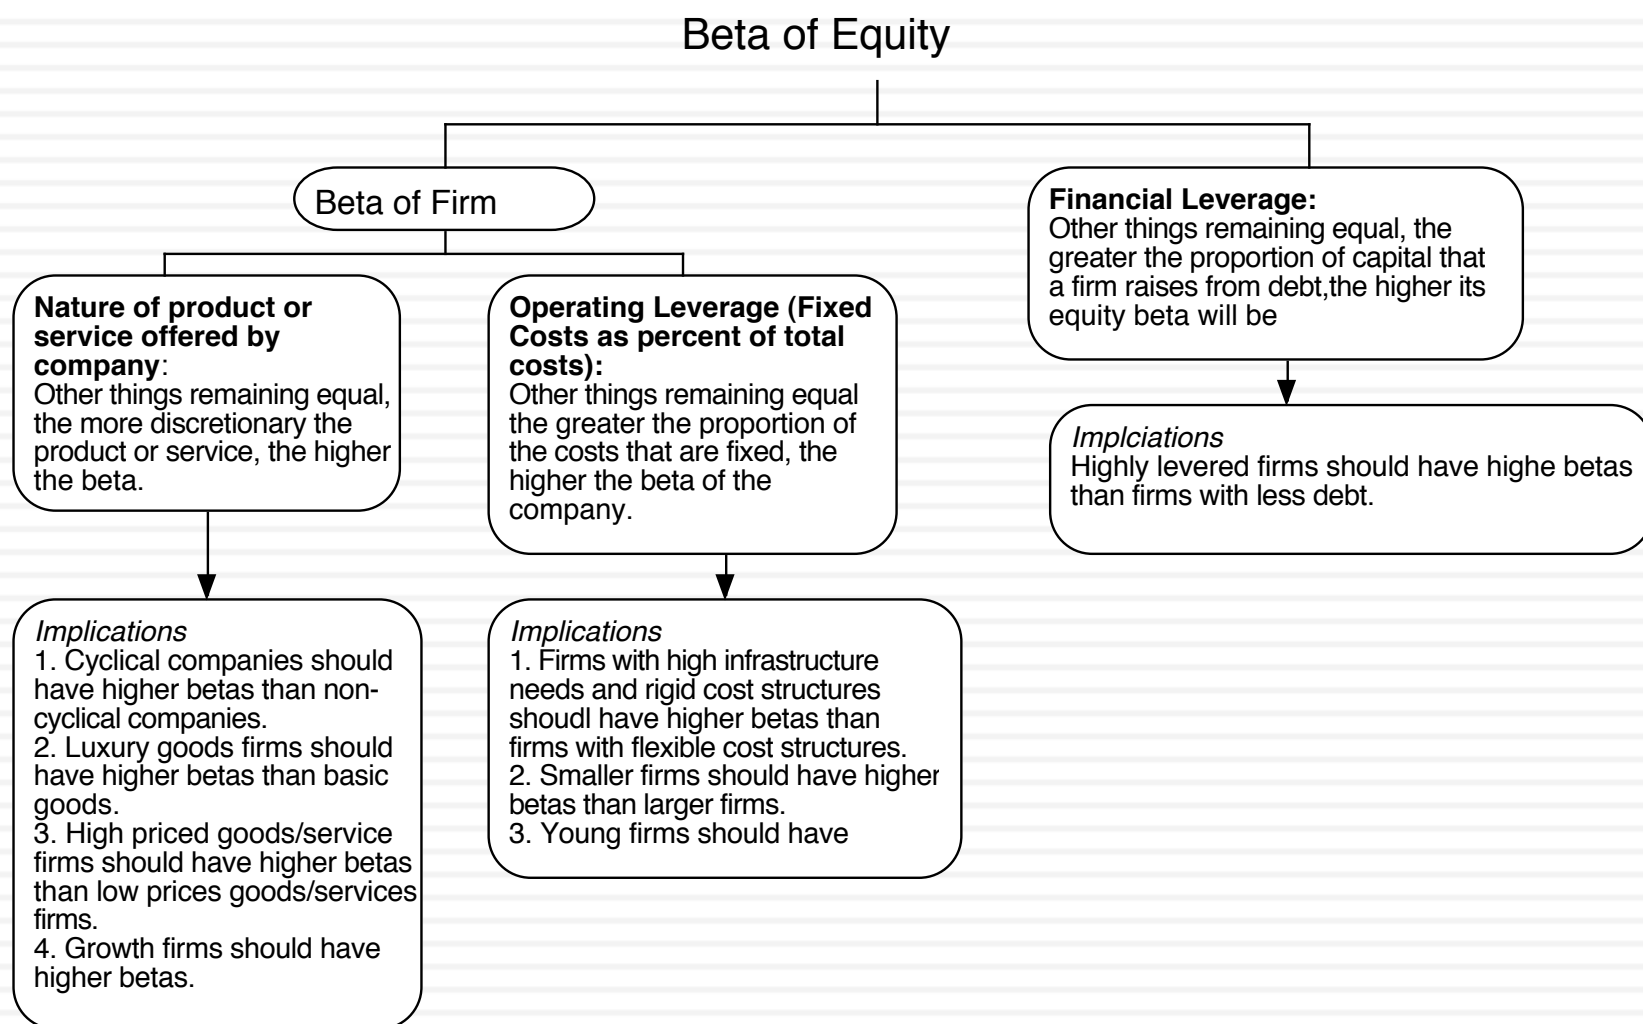 Beta of Equity
Beta of Firm
Financial Leverage:
Other things remaining equal, the
greater the proportion of capital that
a firm raises from debt,the higher its
equity beta will be
Nature of product or
service offered by
company:
Other things remaining equal,
the more discretionary the
product or service, the higher
the beta.
Operating Leverage (Fixed
Costs as percent of total
costs):
Other things remaining equal
the greater the proportion of
the costs that are fixed, the
higher the beta of the
company.
Implciations
Highly levered firms should have highe betas
than firms with less debt.
Implications
1. Cyclical companies should
have higher betas than non-
cyclical companies.
2. Luxury goods firms should
have higher betas than basic
goods.
3. High priced goods/service
firms should have higher betas
than low prices goods/services
firms.
4. Growth firms should have
higher betas.
Implications
1. Firms with high infrastructure
needs and rigid cost structures
shoudl have higher betas than
firms with flexible cost structures.
2. Smaller firms should have higher
betas than larger firms.
3. Young firms should have